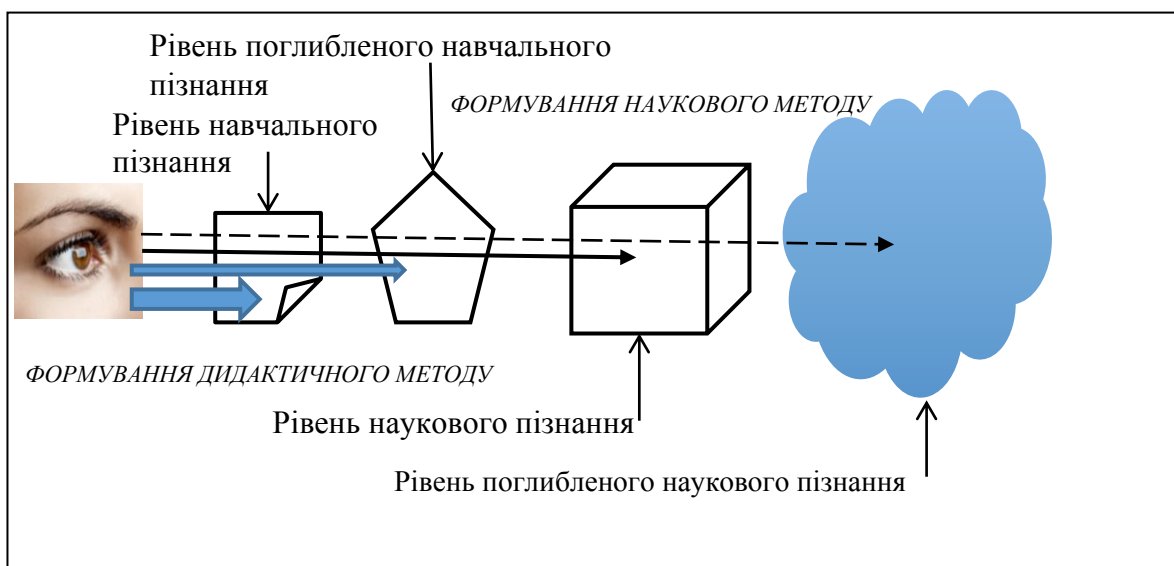 Рівень поглибленого навчального
пізнання
ФОРМУВАННЯ НАУКОВОГО МЕТОДУ
Рівень навчального
пізнання
ФОРМУВАННЯ ДИДАКТИЧНОГО МЕТОДУ
Рівень наукового пізнання
Рівень поглибленого наукового пізнання